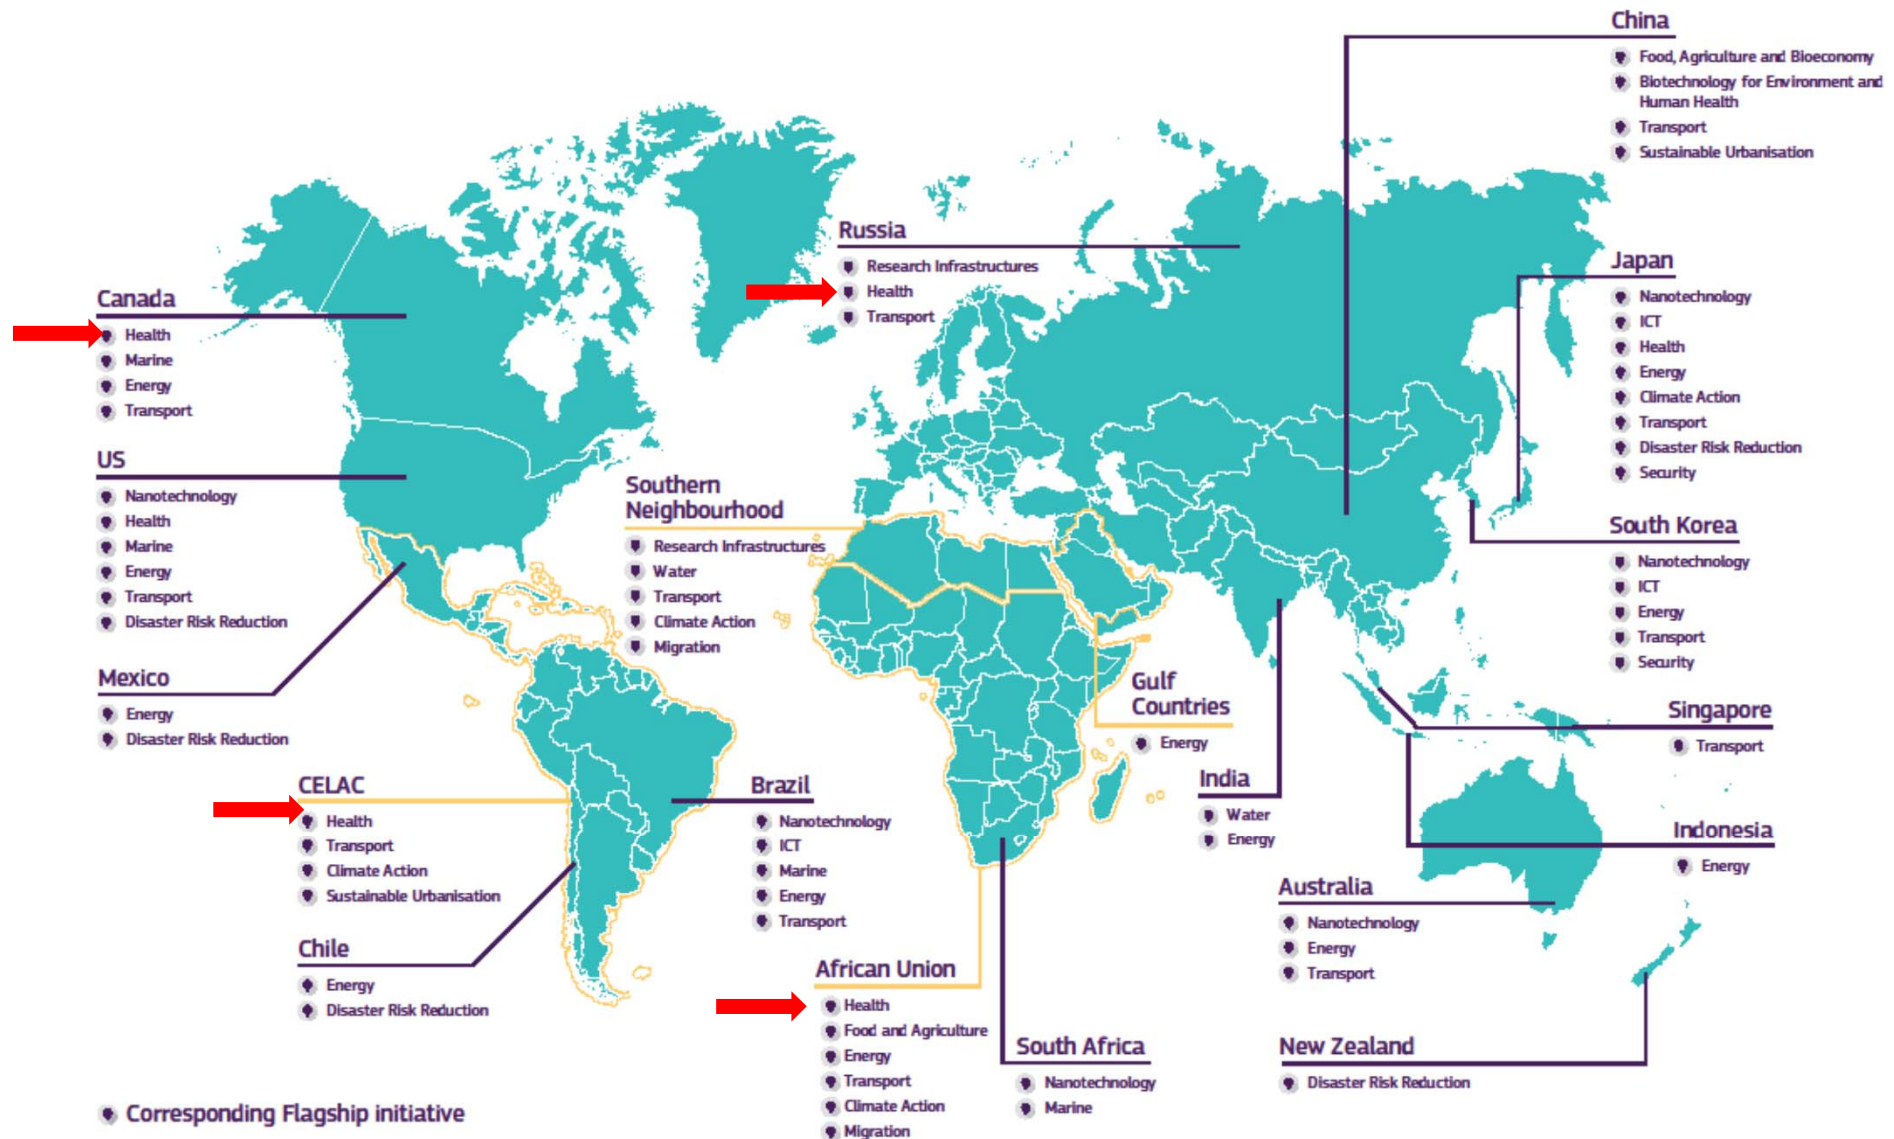 China
Food, Agriculture and Bioeconomy
Biotechnology for Environment and
Human Health
Transport
Sustainable Urbanisation
Russia
Research Infrastructures
Health
Transport
Japan
Nanotechnology
ICT
Health
Energy
Climate Action
Transport
Disaster Risk Reduction
Security
Canada
Health
Marine
Energy
Transport
US
Nanotechnology
Health
Marine
Energy
Transport
Disaster Risk Reduction
Southern
Neighbourhood
Research Infrastructures
Water
Transport
Climate Action
Migration
South Korea
Nanotechnology
ICT
Energy
Transport
Security
Mexico
Energy
Disaster Risk Reduction
Gulf
Countries
Energy
Singapore
Transport
CELAC
Health
Transport
Climate Action
Sustainable Urbanisation
Brazil
Nanotechnology
ICT
Marine
Energy
Transport
India
Water
Energy
Indonesia
Energy
Australia
Nanotechnology
Energy
Transport
Chile
Energy
Disaster Risk Reduction
African Union
Health
Food and Agriculture
Energy
Transport
Climate Action
Migration
South Africa
Nanotechnology
Marine
New Zealand
Disaster Risk Reduction
Corresponding Flagship initiative